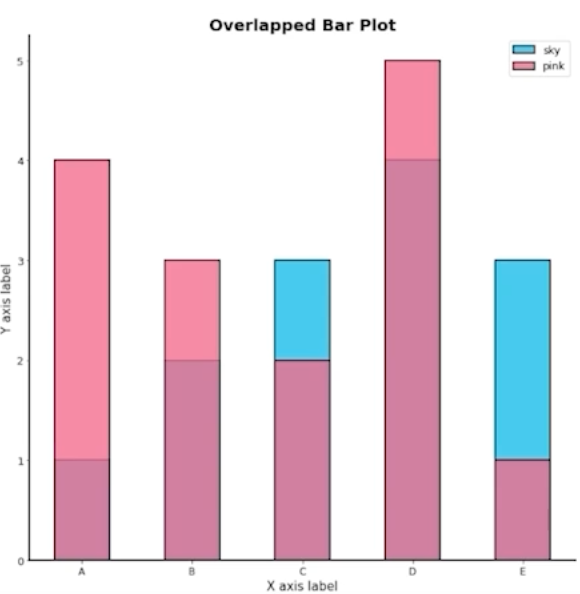 Overlapped Bar Plot
sky
pink
Y axis label
5
4
3
2
1
0
A B C D E
X axis label